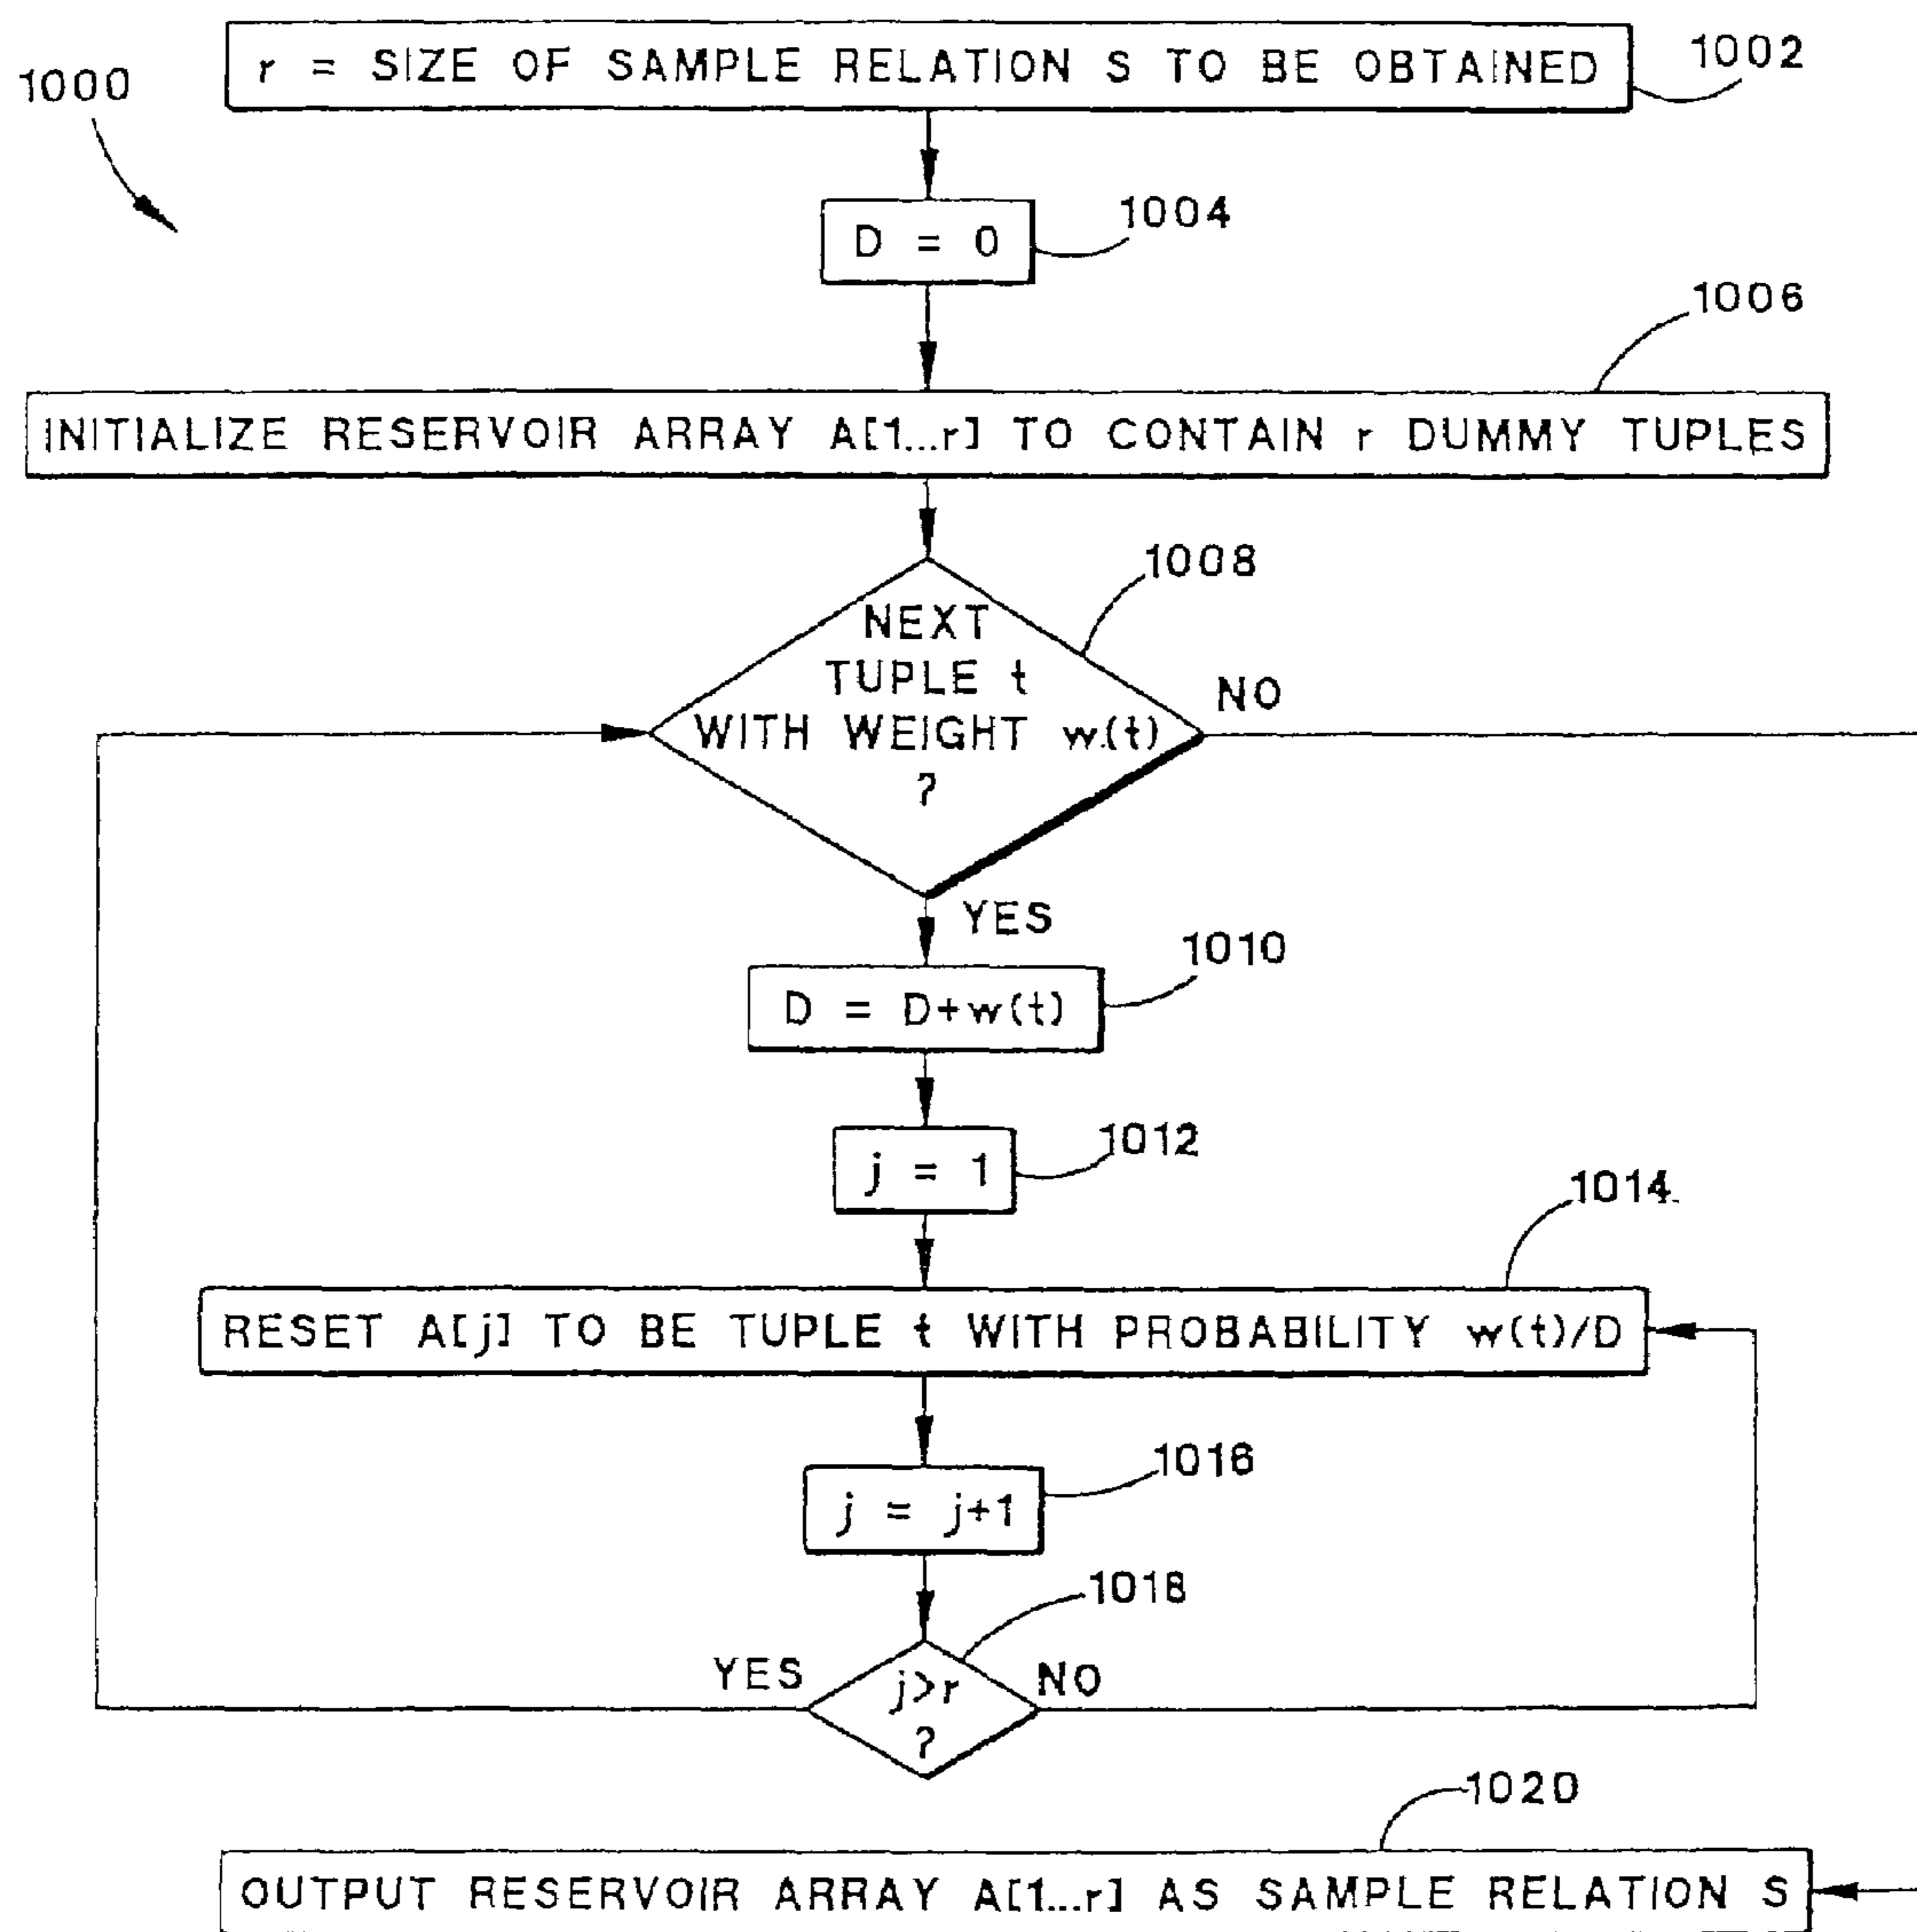 1000
r = SIZE OF SAMPLE RELATION S TO BE OBTAINED
1002
D = 0
1004
1006
INITIALIZE RESERVOIR ARRAY A[1...r] TO CONTAIN r DUMMY TUPLES
1008
NEXT
TUPLE t
WITH WEIGHT w(t)
?
NO
YES
1010
D = D+w(t)
1012
j = 1
1014
RESET A[j] TO BE TUPLE t WITH PROBABILITY w(t)/D
1016
j = j+1
1018
YES
j>r
?
NO
1020
OUTPUT RESERVOIR ARRAY A[1...r] AS SAMPLE RELATION S